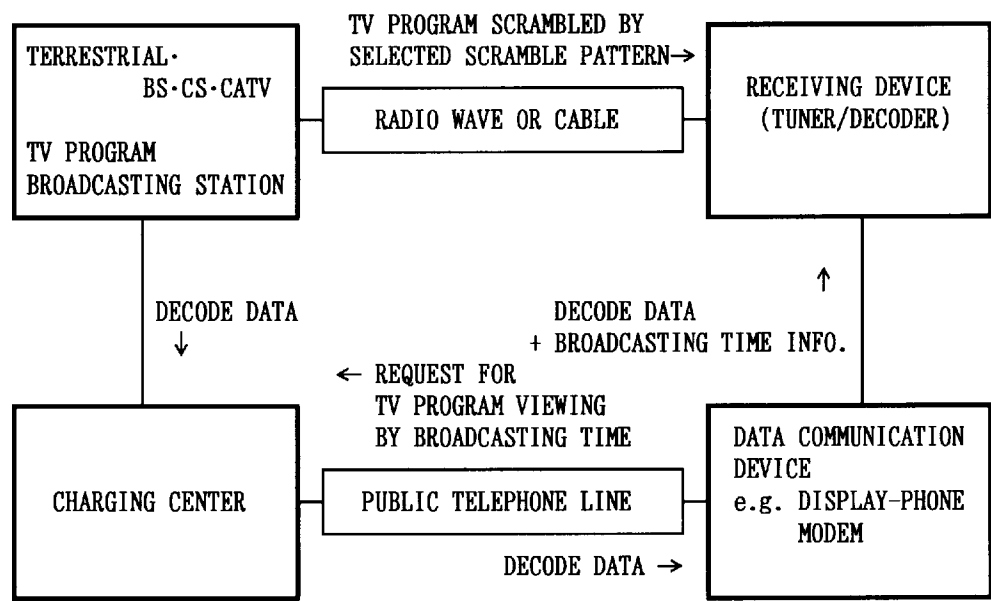 TV PROGRAM SCRAMBLED BY
SELECTED SCRAMBLE PATTERN→
TERRESTRIAL·
BS·CS·CATV
TV PROGRAM
BROADCASTING STATION
RADIO WAVE OR CABLE
RECEIVING DEVICE
(TUNER/DECODER)
DECODE DATA
↓
↑
DECODE DATA
+ BROADCASTING TIME INFO.
← REQUEST FOR
TV PROGRAM VIEWING
BY BROADCASTING TIME
CHARGING CENTER
PUBLIC TELEPHONE LINE
DATA COMMUNICATION
DEVICE
e.g. DISPLAY-PHONE
MODEM
DECODE DATA →